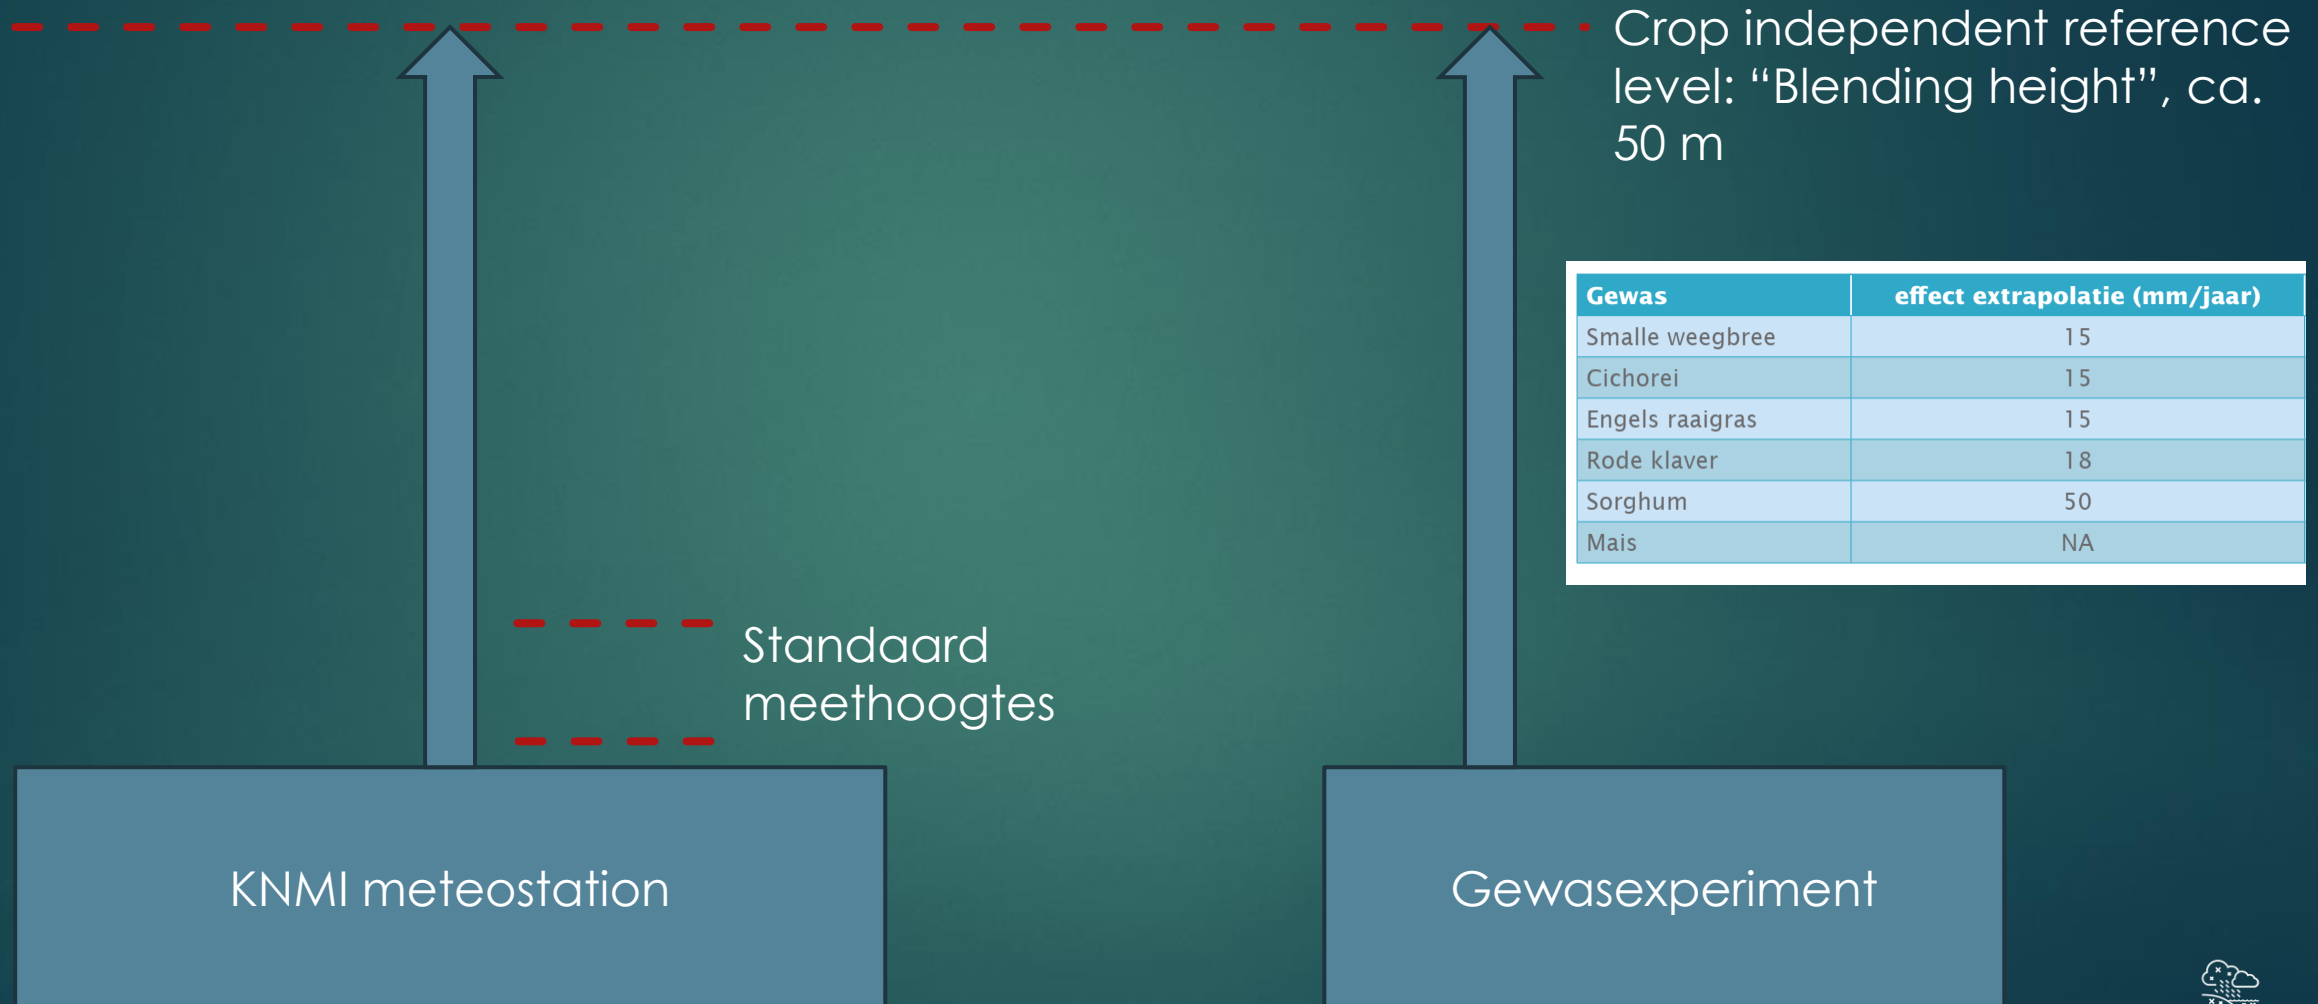 Crop independent reference
level: “Blending height”, ca.
50 m
Gewas effect extrapolatie (mm/jaar)
Smalle weegbree 15
Cichorei 15
Engels raaigras 15
Rode klaver 18
Sorghum 50
Mais NA
Standaard
meethoogtes
KNMI meteostation
Gewasexperiment